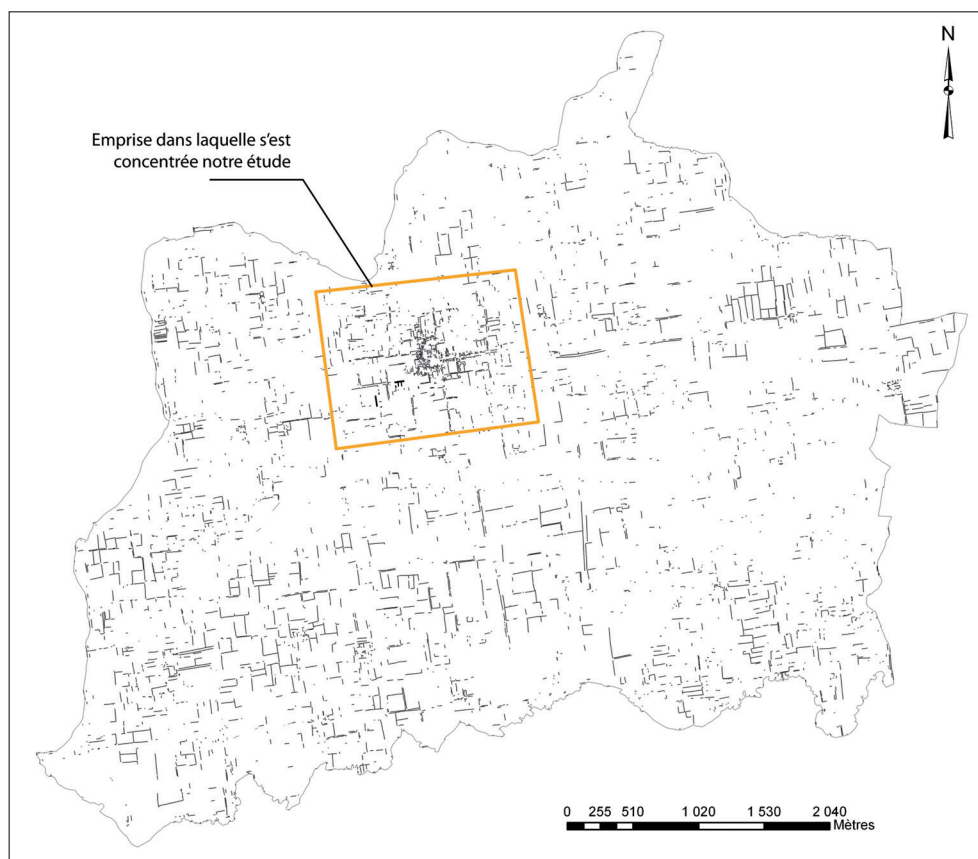 N
Emprise dans laquelle s'est
concentrée notre étude
0 255 510 1 020 1 530 2 040
Mètres